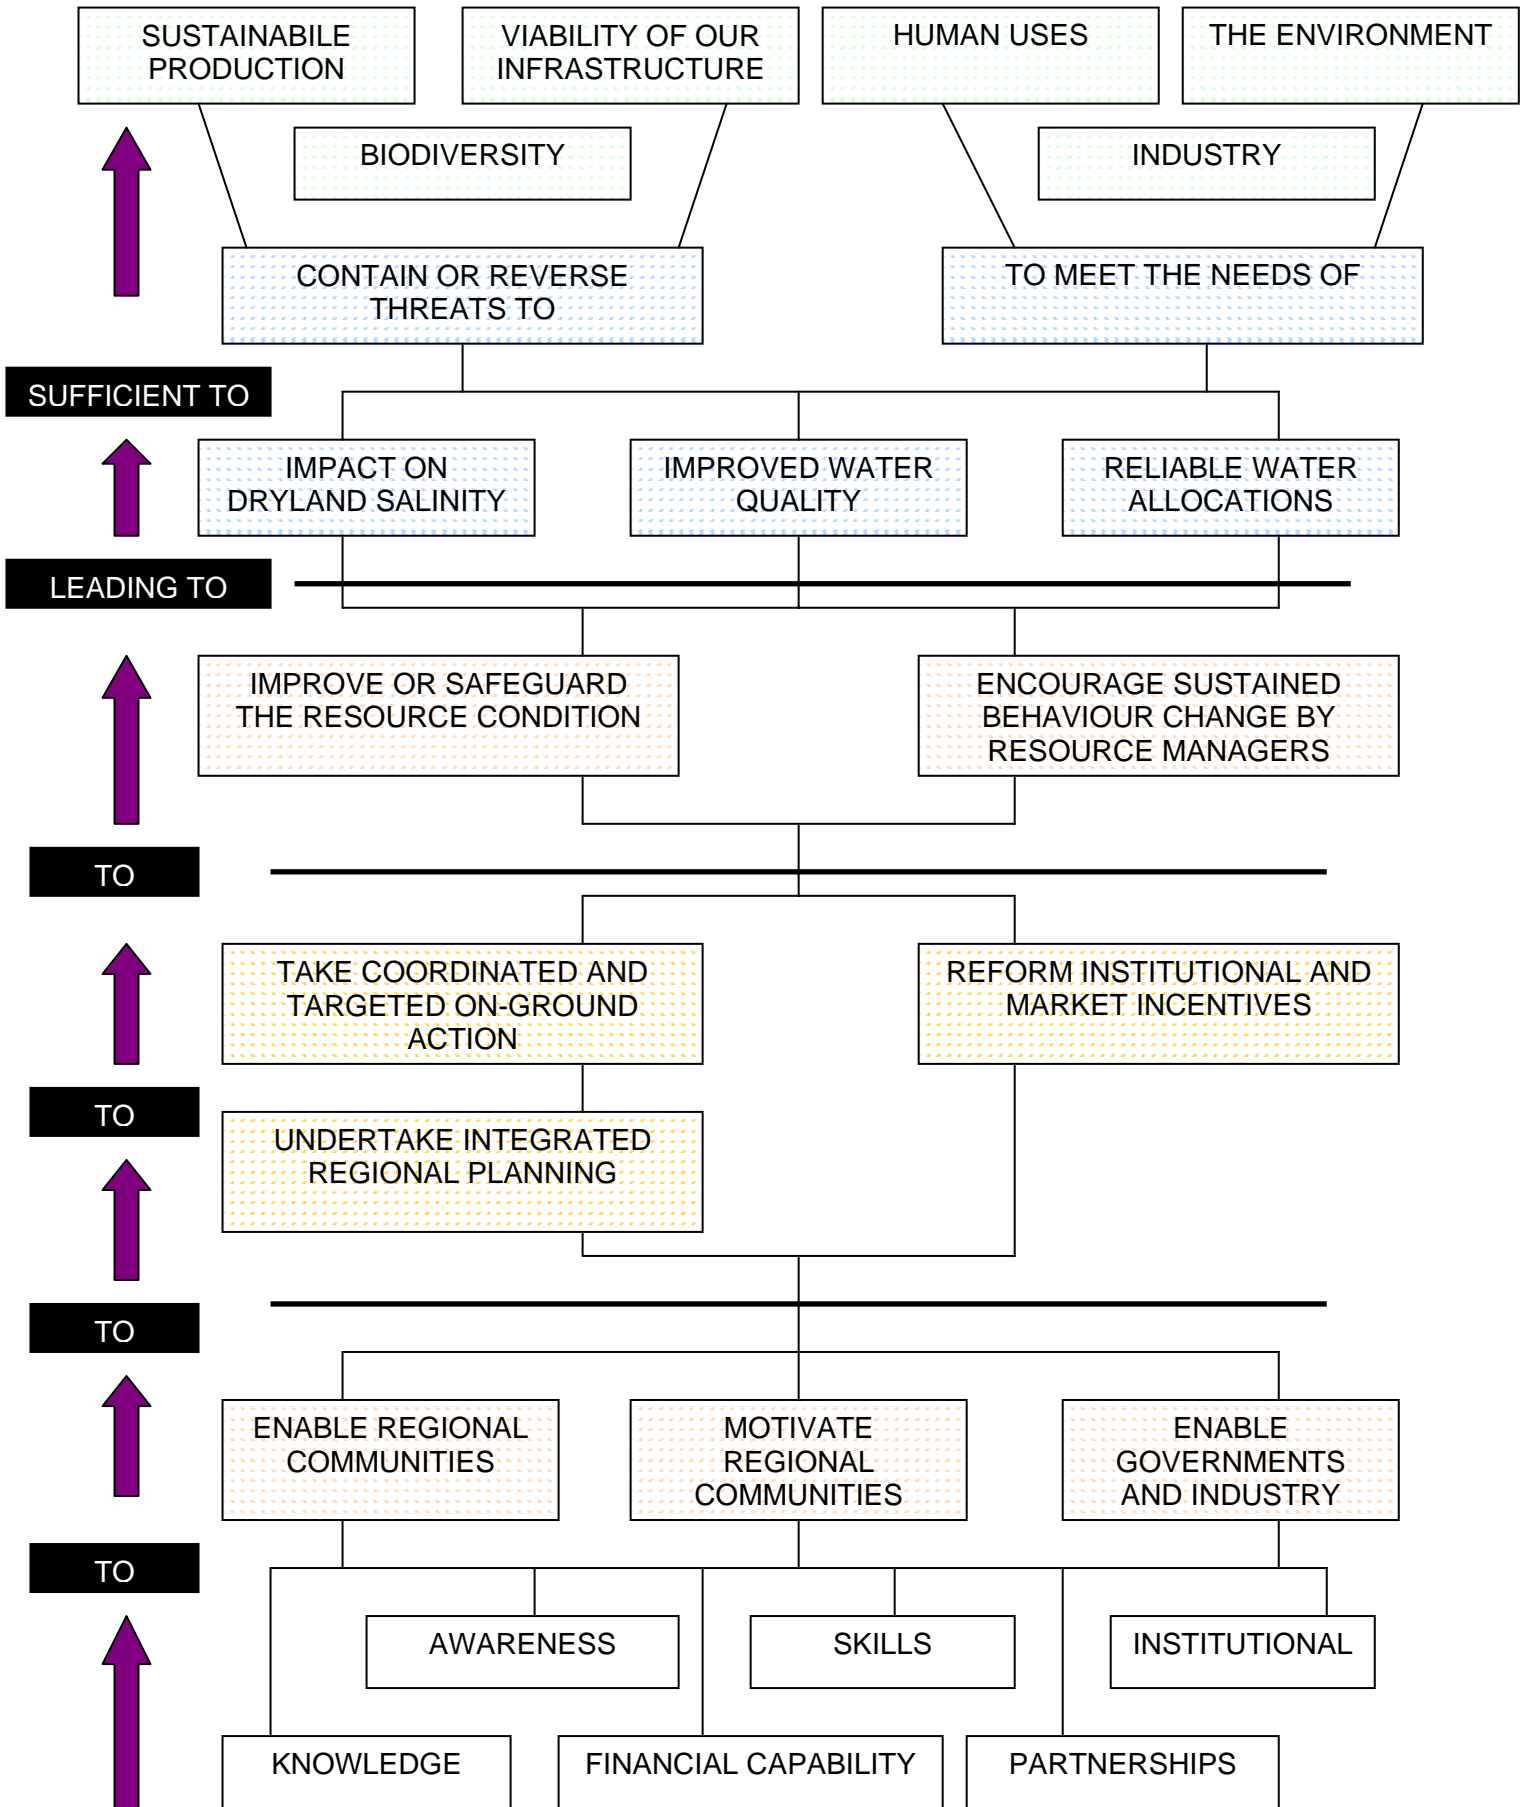 SUSTAINABILE
PRODUCTION
VIABILITY OF OUR
INFRASTRUCTURE
HUMAN USES
THE ENVIRONMENT
BIODIVERSITY
INDUSTRY
CONTAIN OR REVERSE
THREATS TO
TO MEET THE NEEDS OF
SUFFICIENT TO
IMPACT ON
DRYLAND SALINITY
IMPROVED WATER
QUALITY
RELIABLE WATER
ALLOCATIONS
LEADING TO
IMPROVE OR SAFEGUARD
THE RESOURCE CONDITION
ENCOURAGE SUSTAINED
BEHAVIOUR CHANGE BY
RESOURCE MANAGERS
TO
TAKE COORDINATED AND
TARGETED ON-GROUND
ACTION
REFORM INSTITUTIONAL AND
MARKET INCENTIVES
TO
UNDERTAKE INTEGRATED
REGIONAL PLANNING
TO
ENABLE REGIONAL
COMMUNITIES
MOTIVATE
REGIONAL
COMMUNITIES
ENABLE
GOVERNMENTS
AND INDUSTRY
TO
AWARENESS
SKILLS
INSTITUTIONAL
KNOWLEDGE
FINANCIAL CAPABILITY
PARTNERSHIPS